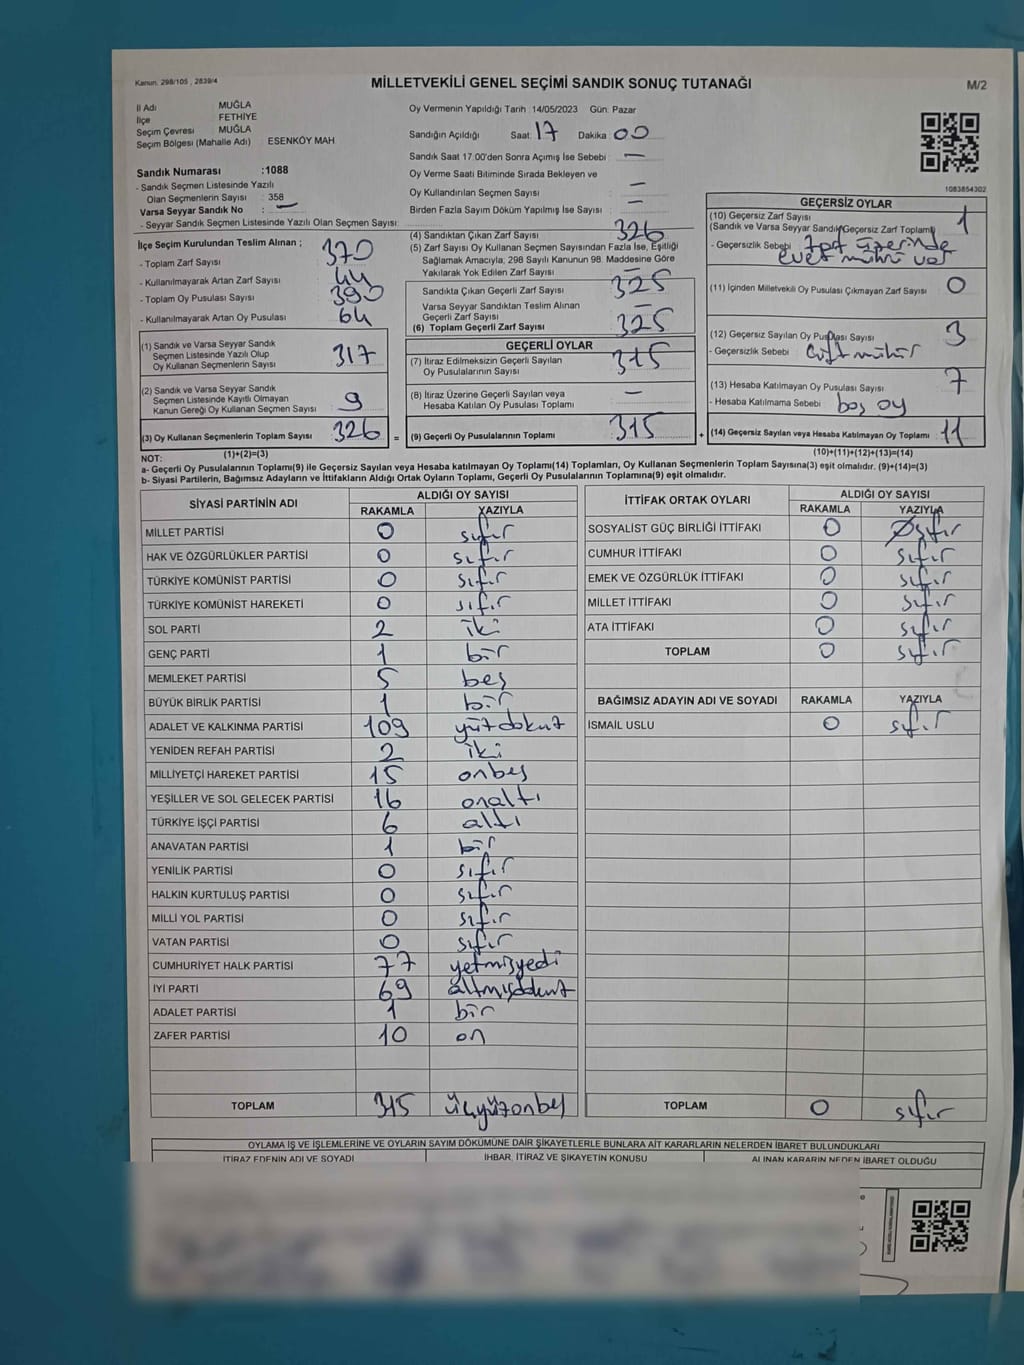 Kanun: 298/105 , 2839/4
MİLLETVEKİLİ GENEL SEÇİMİ SANDIK SONUÇ TUTANAĞI
M/2
İl Adı MUĞLA
İlçe FETHİYE
Seçim Çevresi MUĞLA
Seçim Bölgesi (Mahalle Adı) ESENKÖY MAH.
Sandık Numarası :1088
- Sandık Seçmen Listesinde Yazılı
Olan Seçmenlerin Sayısı : 358
Varsa Seyyar Sandık No : —
- Seyyar Sandık Seçmen Listesinde Yazılı Olan Seçmen Sayısı:
Oy Vermenin Yapıldığı Tarih :14/05/2023 Gün: Pazar
Sandığın Açıldığı Saat: 17 Dakika: 00
Sandık Saat 17:00'den Sonra Açımış İse Sebebi : —
Oy Verme Saati Bitiminde Sırada Bekleyen ve
Oy Kullandırılan Seçmen Sayısı : —
Birden Fazla Sayım Döküm Yapılmış İse Sayısı : —
1083854302
İlçe Seçim Kurulundan Teslim Alınan ;
- Toplam Zarf Sayısı : 370
- Kullanılmayarak Artan Zarf Sayısı : 44
- Toplam Oy Pusulası Sayısı : 390
- Kullanılmayarak Artan Oy Pusulası : 64
(4) Sandıktan Çıkan Zarf Sayısı : 326
(5) Zarf Sayısı Oy Kullanan Seçmen Sayısından Fazla İse, Eşitliği
Sağlamak Amacıyla, 298 Sayılı Kanunun 98. Maddesine Göre
Yakılarak Yok Edilen Zarf Sayısı : —
Sandıkta Çıkan Geçerli Zarf Sayısı : 325
Varsa Seyyar Sandıktan Teslim Alınan
Geçerli Zarf Sayısı : —
(6) Toplam Geçerli Zarf Sayısı : 325
GEÇERSİZ OYLAR
(10) Geçersiz Zarf Sayısı 1
(Sandık ve Varsa Seyyar Sandık Geçersiz Zarf Toplamı)
- Geçersizlik Sebebi zarf üzerinde
evet mührü var
(11) İçinden Milletvekili Oy Pusulası Çıkmayan Zarf Sayısı 0
(12) Geçersiz Sayılan Oy Pusulası Sayısı 3
- Geçersizlik Sebebi çift mühür
(13) Hesaba Katılmayan Oy Pusulası Sayısı 7
- Hesaba Katılmama Sebebi boş oy
(14) Geçersiz Sayılan veya Hesaba Katılmayan Oy Toplamı 11
(10)+(11)+(12)+(13)=(14)
(1) Sandık ve Varsa Seyyar Sandık
Seçmen Listesinde Yazılı Olup
Oy Kullanan Seçmenlerin Sayısı 317
(2) Sandık ve Varsa Seyyar Sandık
Seçmen Listesinde Kayıtlı Olmayan
Kanun Gereği Oy Kullanan Seçmen Sayısı 9
(3) Oy Kullanan Seçmenlerin Toplam Sayısı 326
(1)+(2)=(3)
=
GEÇERLİ OYLAR
(7) İtiraz Edilmeksizin Geçerli Sayılan
Oy Pusulalarının Sayısı 315
(8) İtiraz Üzerine Geçerli Sayılan veya
Hesaba Katılan Oy Pusulası Toplamı —
(9) Geçerli Oy Pusulalarının Toplamı 315
+
NOT:
a- Geçerli Oy Pusulalarının Toplamı(9) ile Geçersiz Sayılan veya Hesaba katılmayan Oy Toplamı(14) Toplamları, Oy Kullanan Seçmenlerin Toplam Sayısına(3) eşit olmalıdır. (9)+(14)=(3)
b- Siyasi Partilerin, Bağımsız Adayların ve İttifakların Aldığı Ortak Oyların Toplamı, Geçerli Oy Pusulalarının Toplamına(9) eşit olmalıdır.
SİYASİ PARTİNİN ADI ALDIĞI OY SAYISI
RAKAMLA YAZIYLA
MİLLET PARTİSİ 0 sıfır
HAK VE ÖZGÜRLÜKLER PARTİSİ 0 sıfır
TÜRKİYE KOMÜNİST PARTİSİ 0 sıfır
TÜRKİYE KOMÜNİST HAREKETİ 0 sıfır
SOL PARTİ 2 iki
GENÇ PARTİ 1 bir
MEMLEKET PARTİSİ 5 beş
BÜYÜK BİRLİK PARTİSİ 1 bir
ADALET VE KALKINMA PARTİSİ 109 yüzdokuz
YENİDEN REFAH PARTİSİ 2 iki
MİLLİYETÇİ HAREKET PARTİSİ 15 onbeş
YEŞİLLER VE SOL GELECEK PARTİSİ 16 onaltı
TÜRKİYE İŞÇİ PARTİSİ 6 altı
ANAVATAN PARTİSİ 1 bir
YENİLİK PARTİSİ 0 sıfır
HALKIN KURTULUŞ PARTİSİ 0 sıfır
MİLLİ YOL PARTİSİ 0 sıfır
VATAN PARTİSİ 0 sıfır
CUMHURİYET HALK PARTİSİ 77 yetmişyedi
İYİ PARTİ 69 altmışdokuz
ADALET PARTİSİ 1 bir
ZAFER PARTİSİ 10 on
TOPLAM 315 üçyüzonbeş
İTTİFAK ORTAK OYLARI ALDIĞI OY SAYISI
RAKAMLA YAZIYLA
SOSYALİST GÜÇ BİRLİĞİ İTTİFAKI 0 sıfır
CUMHUR İTTİFAKI 0 sıfır
EMEK VE ÖZGÜRLÜK İTTİFAKI 0 sıfır
MİLLET İTTİFAKI 0 sıfır
ATA İTTİFAKI 0 sıfır
TOPLAM 0 sıfır
BAĞIMSIZ ADAYIN ADI VE SOYADI RAKAMLA YAZIYLA
İSMAİL USLU 0 sıfır
TOPLAM 0 sıfır
OYLAMA İŞ VE İŞLEMLERİNE VE OYLARIN SAYIM DÖKÜMÜNE DAİR ŞİKAYETLERLE BUNLARA AİT KARARLARIN NELERDEN İBARET BULUNDUKLARI
İTİRAZ EDENİN ADI VE SOYADI İHBAR, İTİRAZ VE ŞİKAYETİN KONUSU ALINAN KARARIN NEDEN İBARET OLDUĞU